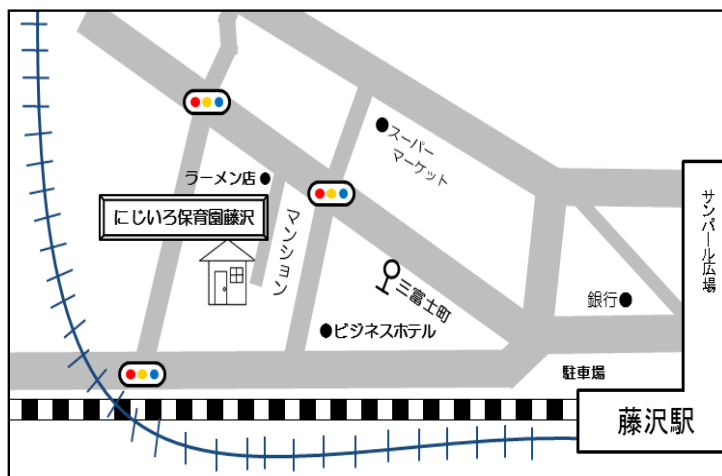 スーパー
マーケット
ラーメン店
サンパール広場
にじいろ保育園藤沢
マンション
三富士町
銀行
ビジネスホテル
駐車場
藤沢駅